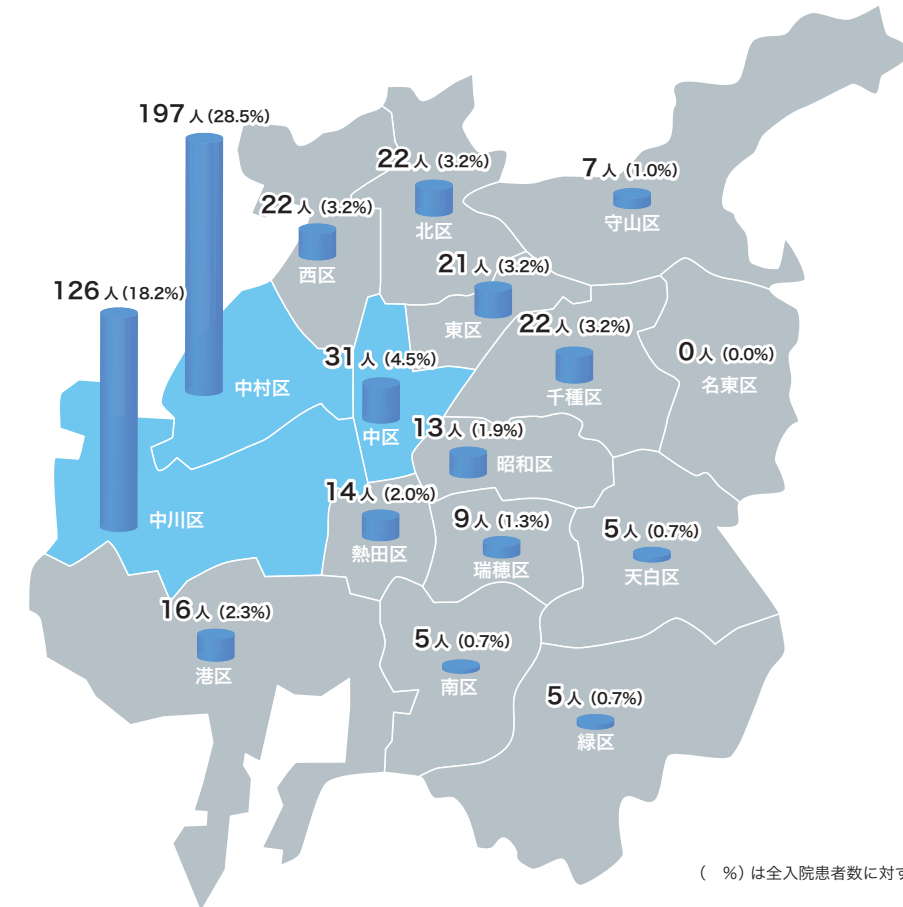 197人(28.5%)
22人(3.2%)
北区
7人(1.0%)
守山区
22人(3.2%)
西区
21人(3.2%)
東区
126人(18.2%)
22人(3.2%)
千種区
31人(4.5%)
中区
0人(0.0%)
名東区
中村区
13人(1.9%)
昭和区
14人(2.0%)
熱田区
9人(1.3%)
瑞穂区
中川区
5人(0.7%)
天白区
16人(2.3%)
港区
5人(0.7%)
南区
5人(0.7%)
緑区
(　%)は全入院患者数に対す